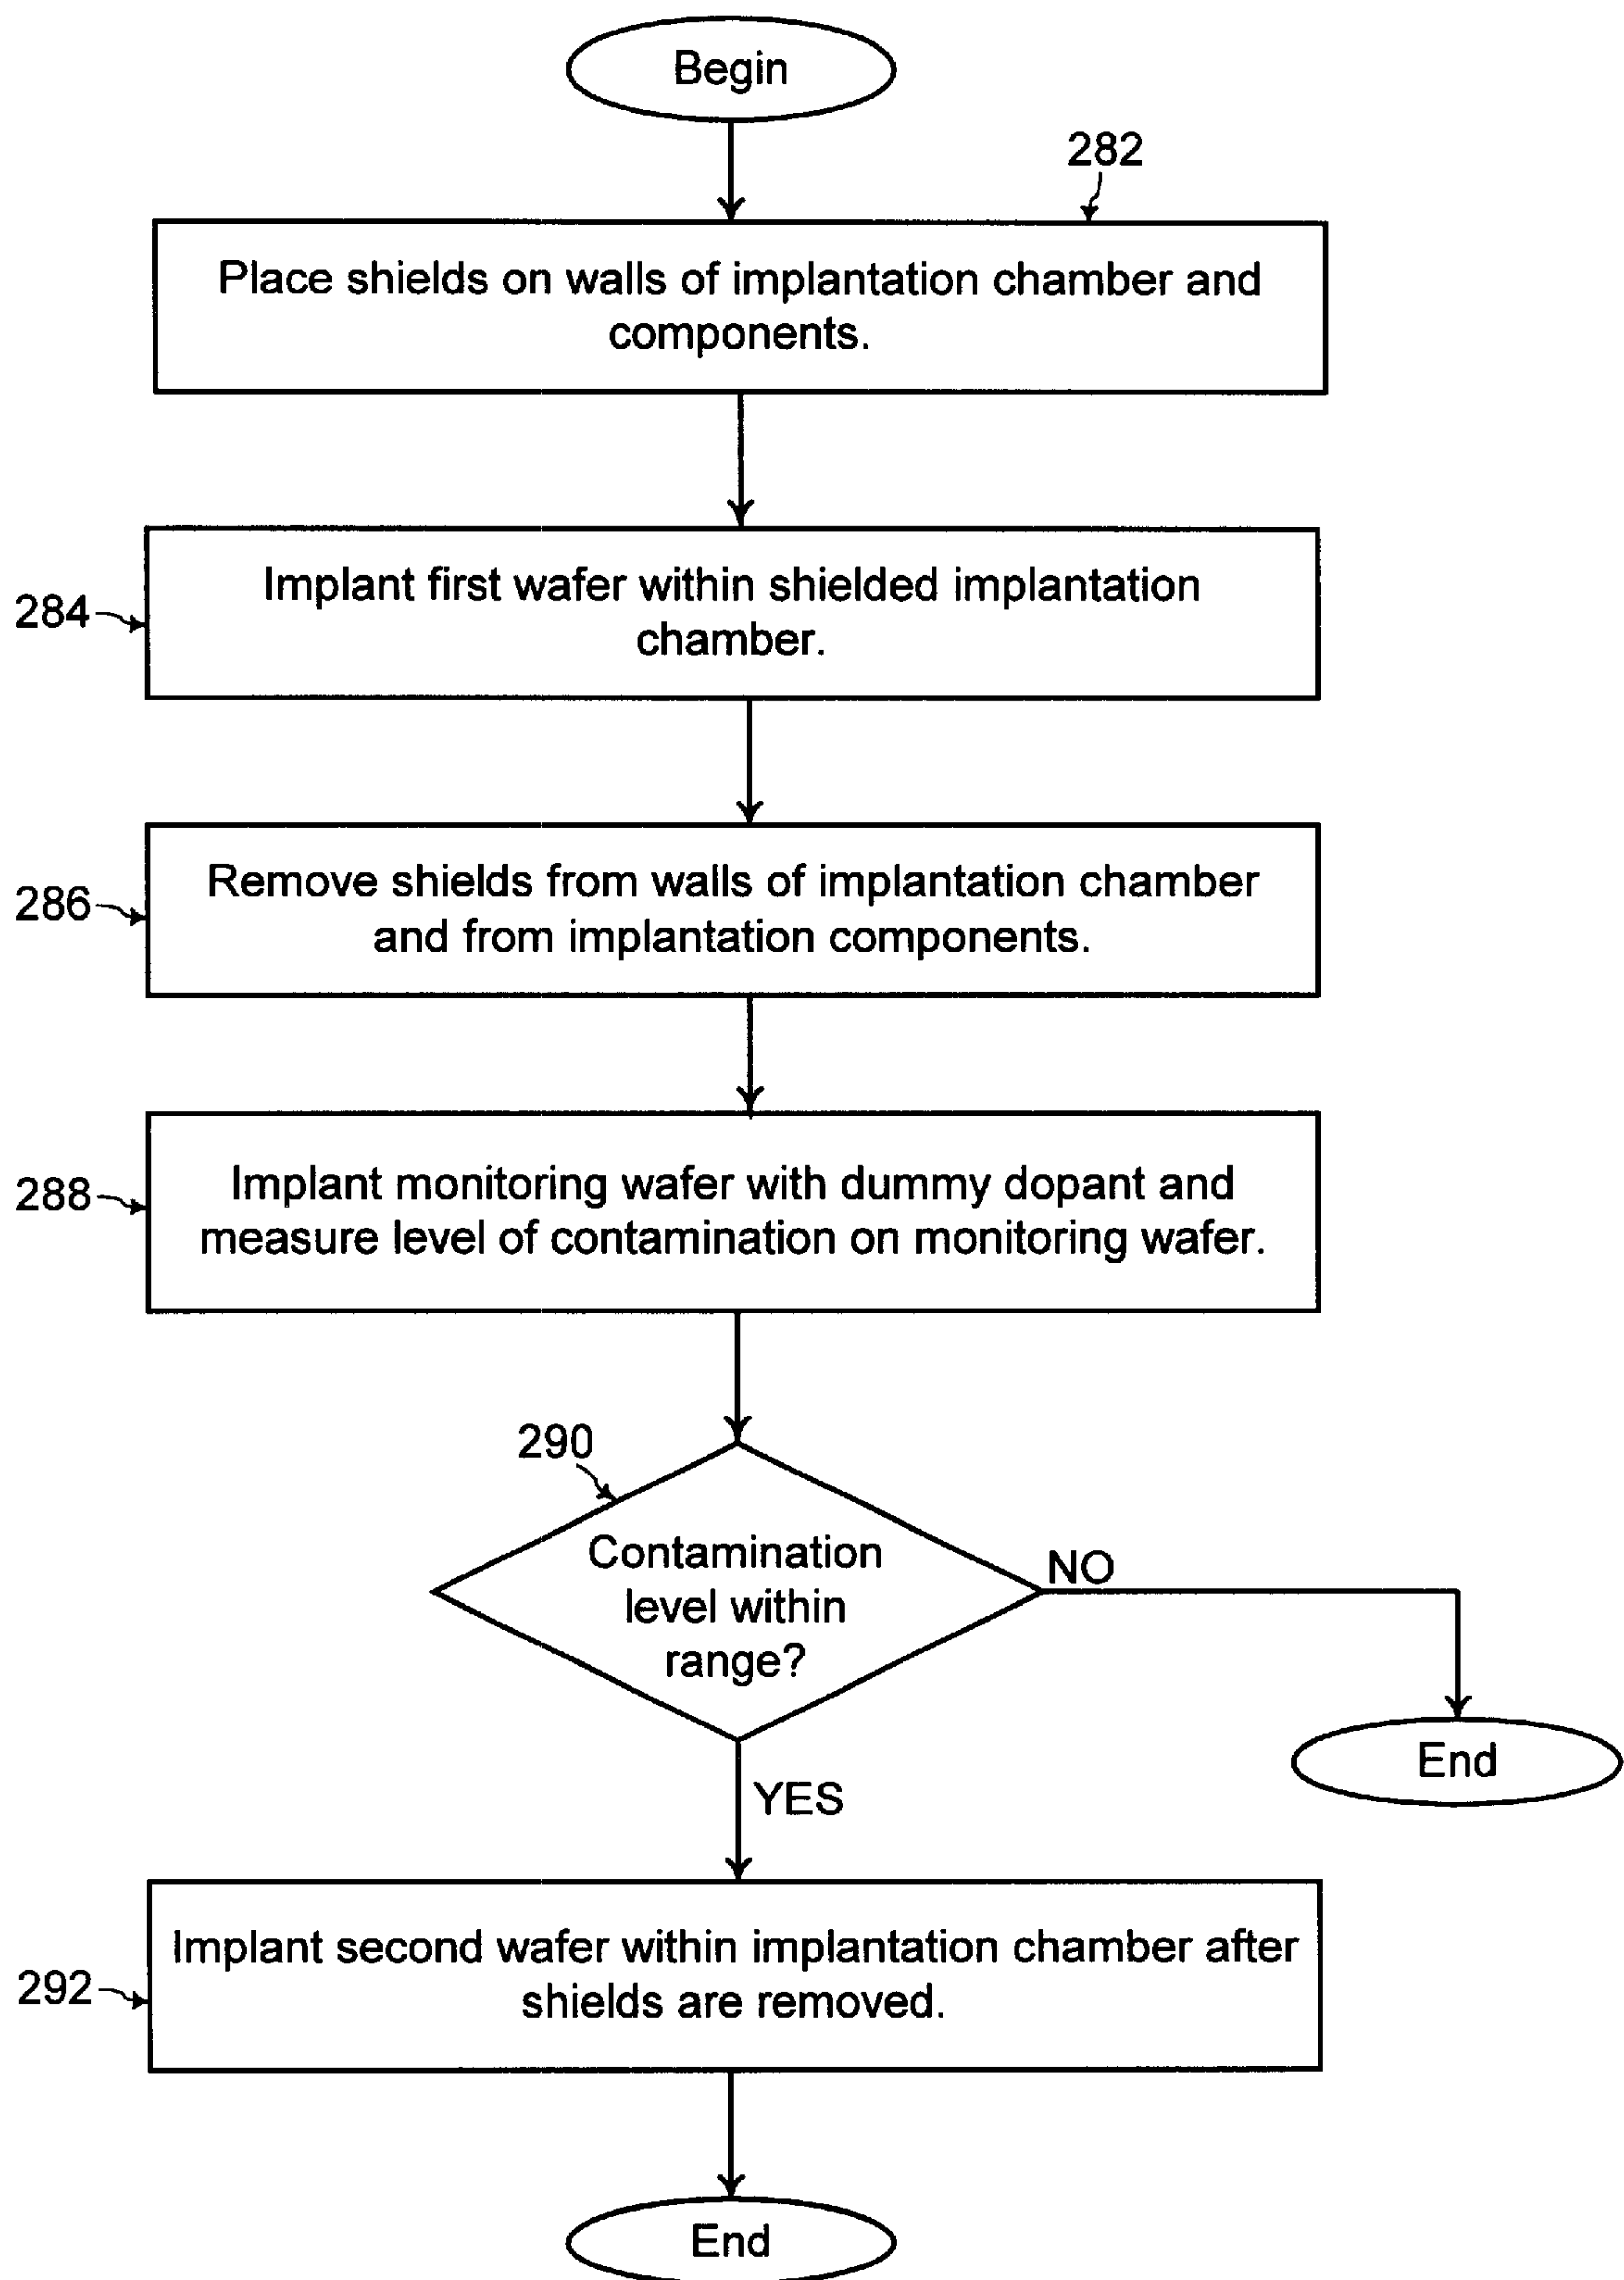 Begin
282
Place shields on walls of implantation chamber and
components.
284
Implant first wafer within shielded implantation
chamber.
286
Remove shields from walls of implantation chamber
and from implantation components.
288
Implant monitoring wafer with dummy dopant and
measure level of contamination on monitoring wafer.
290
Contamination
level within
range?
NO
End
YES
292
Implant second wafer within implantation chamber after
shields are removed.
End